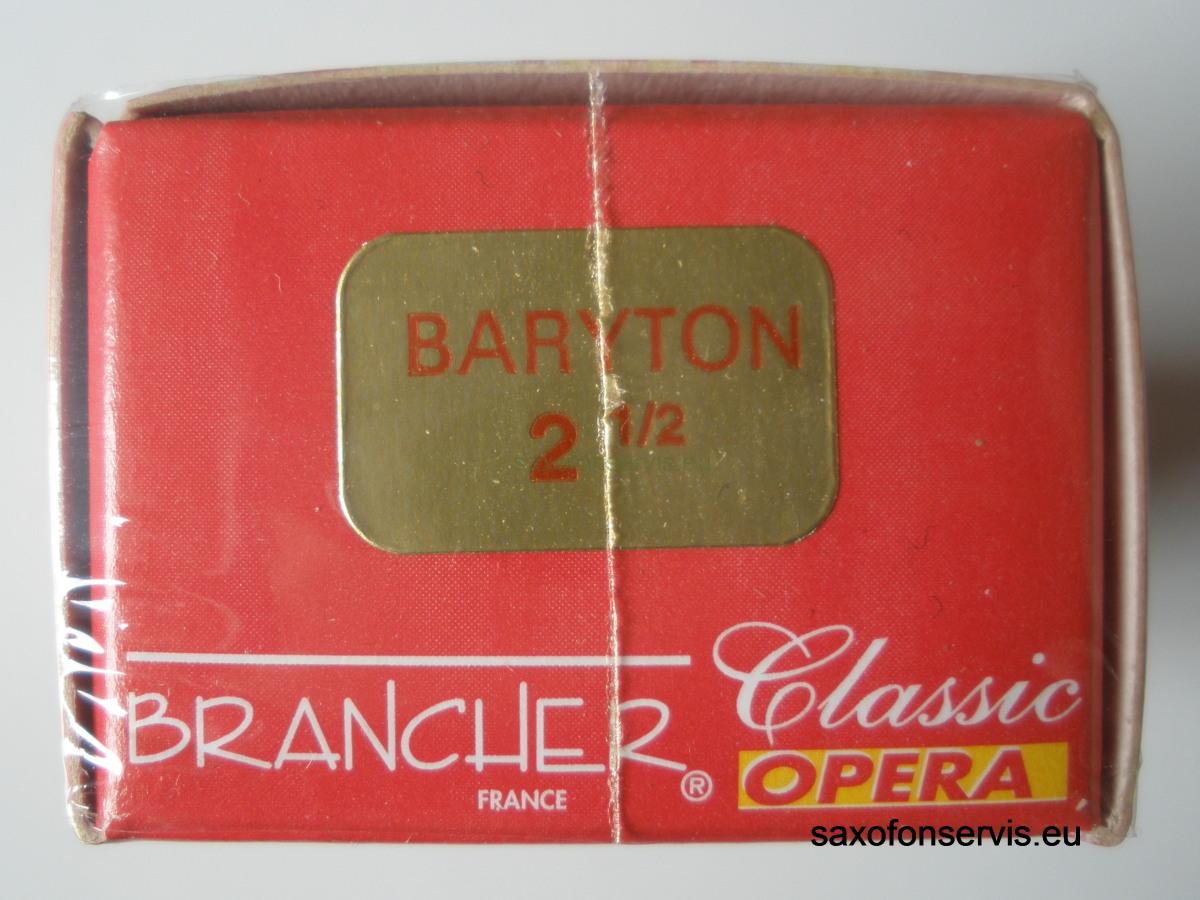 BARYTON
2 1/2
BRANCHER®
FRANCE
Classic
OPERA
saxofonservis.eu